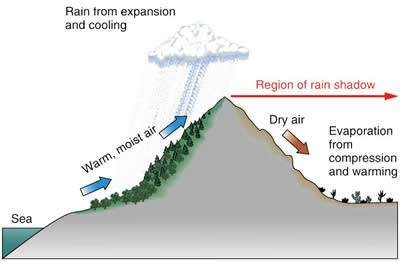 Rain from expansion
and cooling
Region of rain shadow
Warm, moist air
Dry air
Evaporation
from
compression
and warming
Sea